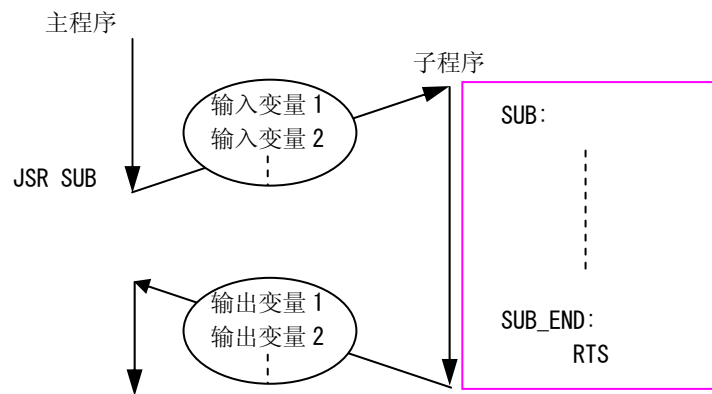 主程序
子程序
输入变量 1
输入变量 2
SUB:
JSR SUB
输出变量 1
输出变量 2
SUB_END:
RTS